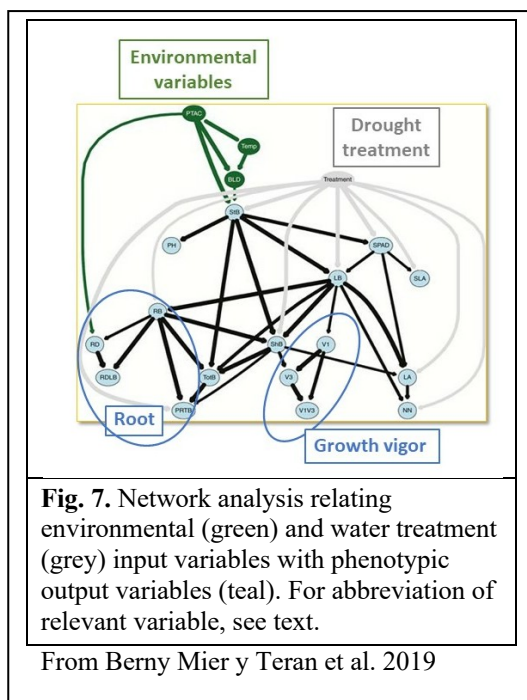 Environmental
variables
PTAC
Temp
Drought
treatment
BLD
Treatment
StB
PH
SPAD
LB
SLA
RB
RD
ShB
V1
RDLB
TotB
V3
LA
Root
PRTB
V1V3
NN
Growth vigor
Fig. 7. Network analysis relating
environmental (green) and water treatment
(grey) input variables with phenotypic
output variables (teal). For abbreviation of
relevant variable, see text.
From Berny Mier y Teran et al. 2019